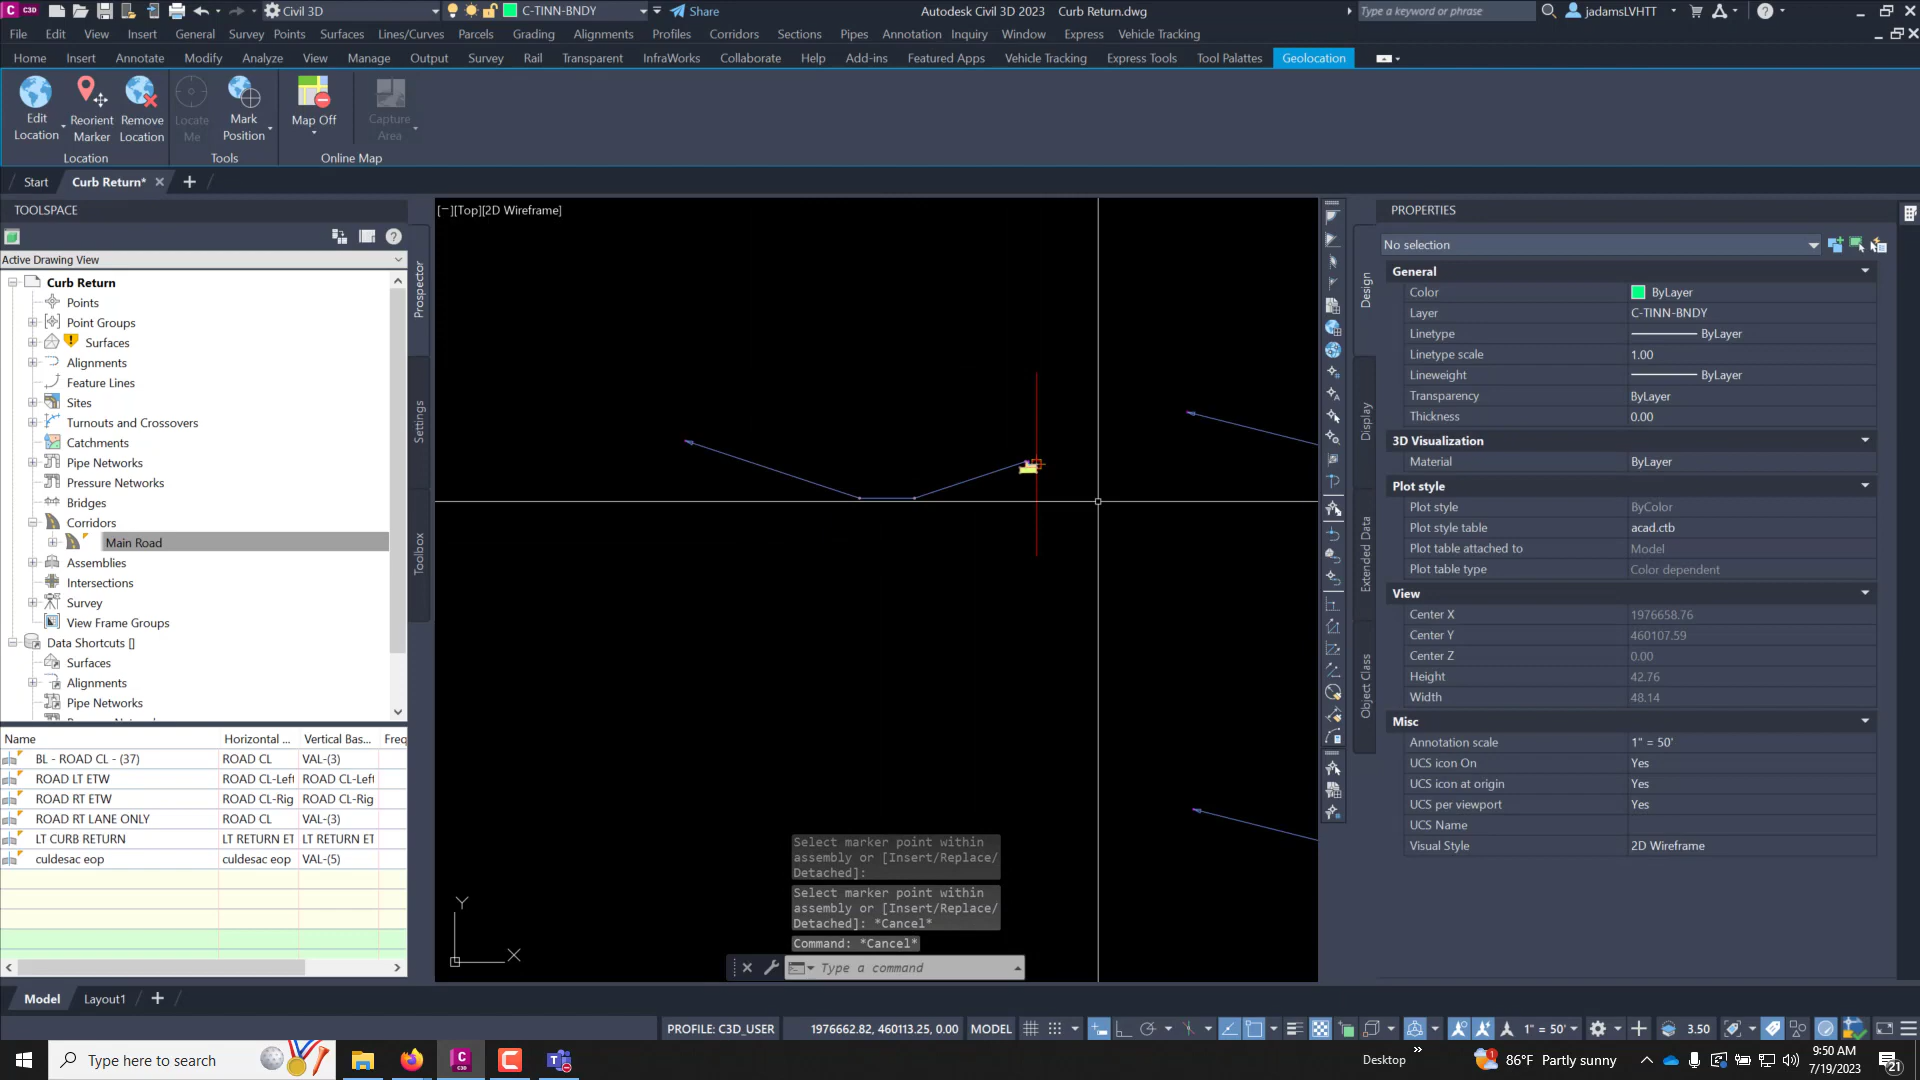 C3D
Civil 3D
C-TINN-BNDY
Share
Autodesk Civil 3D 2023
Curb Return.dwg
Type a keyword or phrase
jadamsLVHTT
File
Edit
View
Insert
General
Survey
Points
Surfaces
Lines/Curves
Parcels
Grading
Alignments
Profiles
Corridors
Sections
Pipes
Annotation
Inquiry
Window
Express
Vehicle Tracking
Home
Insert
Annotate
Modify
Analyze
View
Manage
Output
Survey
Rail
Transparent
InfraWorks
Collaborate
Help
Add-ins
Featured Apps
Vehicle Tracking
Express Tools
Tool Palettes
Geolocation
Edit
Location
Reorient
Marker
Remove
Location
Locate
Me
Mark
Position
Map Off
Capture
Area
Location
Tools
Online Map
Start
Curb Return*
TOOLSPACE
Active Drawing View
Curb Return
Points
Point Groups
Surfaces
Alignments
Feature Lines
Sites
Turnouts and Crossovers
Catchments
Pipe Networks
Pressure Networks
Bridges
Corridors
Main Road
Assemblies
Intersections
Survey
View Frame Groups
Data Shortcuts []
Surfaces
Alignments
Pipe Networks
Prospector
Settings
Toolbox
Name
Horizontal ...
Vertical Bas...
Freq
BL - ROAD CL - (37)
ROAD CL
VAL-(3)
ROAD LT ETW
ROAD CL-Left
ROAD CL-Left
ROAD RT ETW
ROAD CL-Rig
ROAD CL-Rig
ROAD RT LANE ONLY
ROAD CL
VAL-(3)
LT CURB RETURN
LT RETURN ET
LT RETURN ET
culdesac eop
culdesac eop
VAL-(5)
[−][Top][2D Wireframe]
Y
X
Select marker point within
assembly or [Insert/Replace/
Detached]:
Select marker point within
assembly or [Insert/Replace/
Detached]: *Cancel*
Command: *Cancel*
Type a command
PROPERTIES
No selection
Design
Display
Extended Data
Object Class
General
Color
ByLayer
Layer
C-TINN-BNDY
Linetype
ByLayer
Linetype scale
1.00
Lineweight
ByLayer
Transparency
ByLayer
Thickness
0.00
3D Visualization
Material
ByLayer
Plot style
Plot style
ByColor
Plot style table
acad.ctb
Plot table attached to
Model
Plot table type
Color dependent
View
Center X
1976658.76
Center Y
460107.59
Center Z
0.00
Height
42.76
Width
48.14
Misc
Annotation scale
1" = 50'
UCS icon On
Yes
UCS icon at origin
Yes
UCS per viewport
Yes
UCS Name
Visual Style
2D Wireframe
Model
Layout1
PROFILE: C3D_USER
1976662.82, 460113.25, 0.00
MODEL
1" = 50'
3.50
Type here to search
Desktop
86°F Partly sunny
9:50 AM
7/19/2023
21